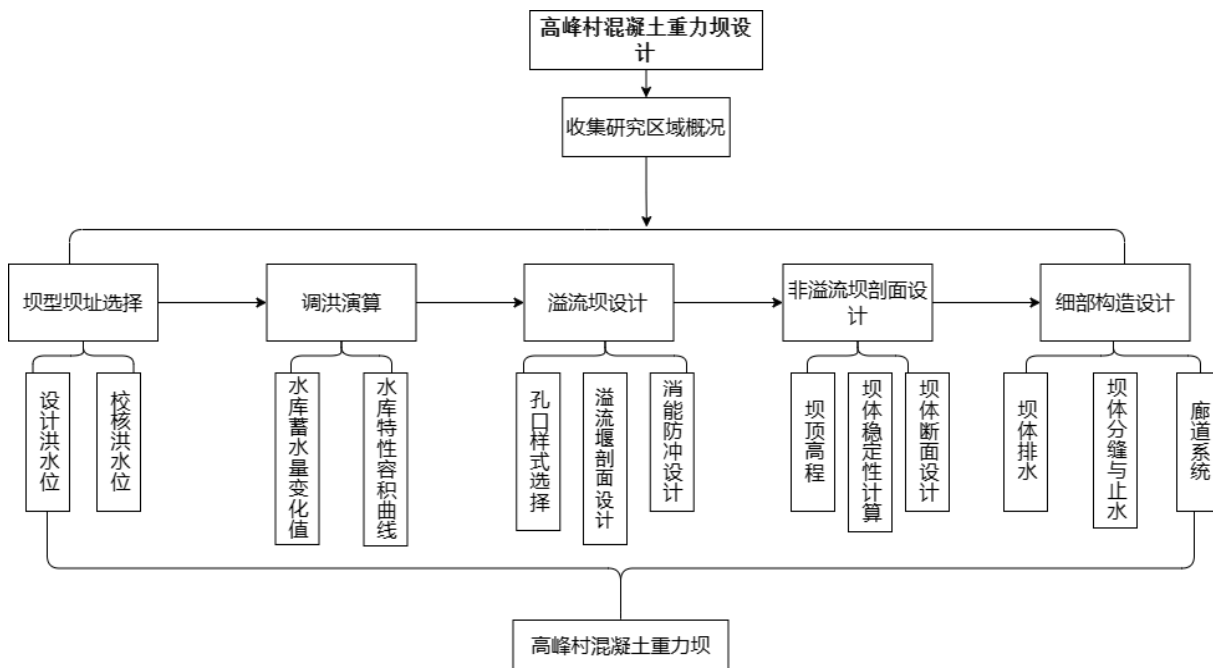 高峰村混凝土重力坝设
计
收集研究区域概况
坝型坝址选择
调洪演算
溢流坝设计
非溢流坝剖面设
计
细部构造设计
设计洪水位
校核洪水位
水库蓄水量变化值
水库特性容积曲线
孔口样式选择
溢流堰剖面设计
消能防冲设计
坝顶高程
坝体稳定性计算
坝体断面设计
坝体排水
坝体分缝与止水
廊道系统
高峰村混凝土重力坝